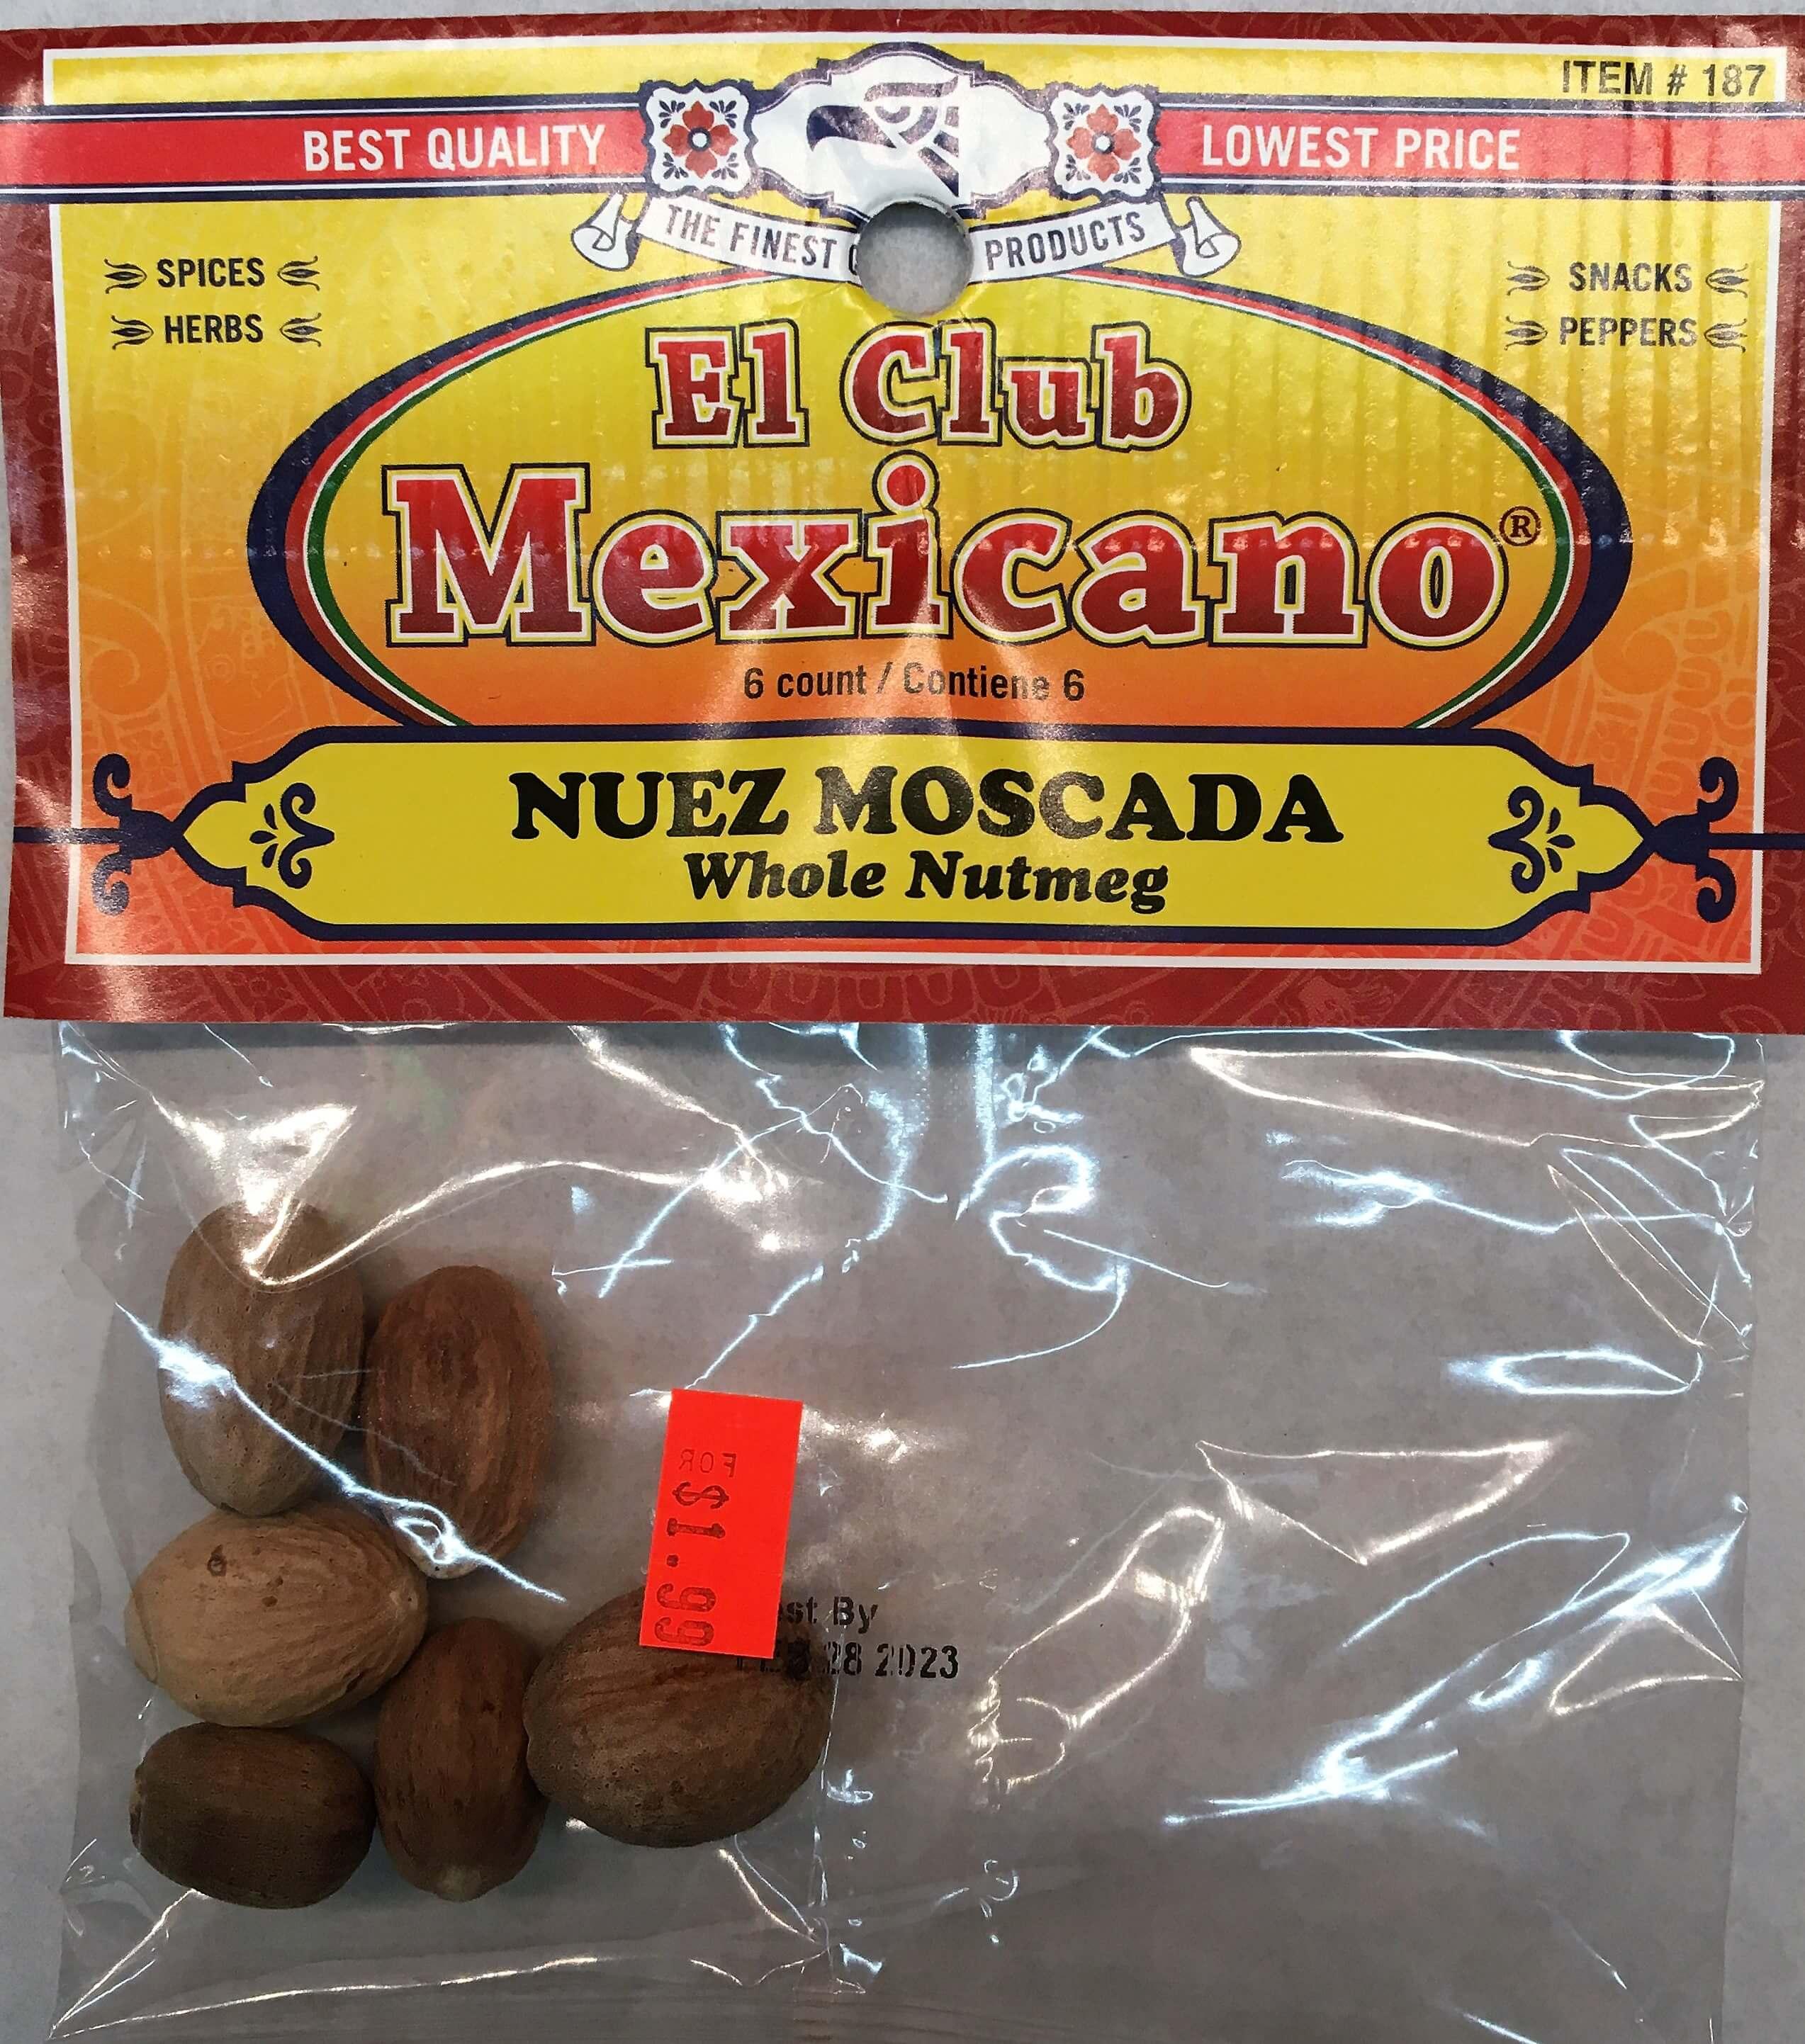 ITEM # 187
BEST QUALITY
LOWEST PRICE
THE FINEST PRODUCTS
SPICES
HERBS
SNACKS
PEPPERS
El Club
Mexicano®
6 count / Contiene 6
NUEZ MOSCADA
Whole Nutmeg
FOR
$1.99
By
28 2023